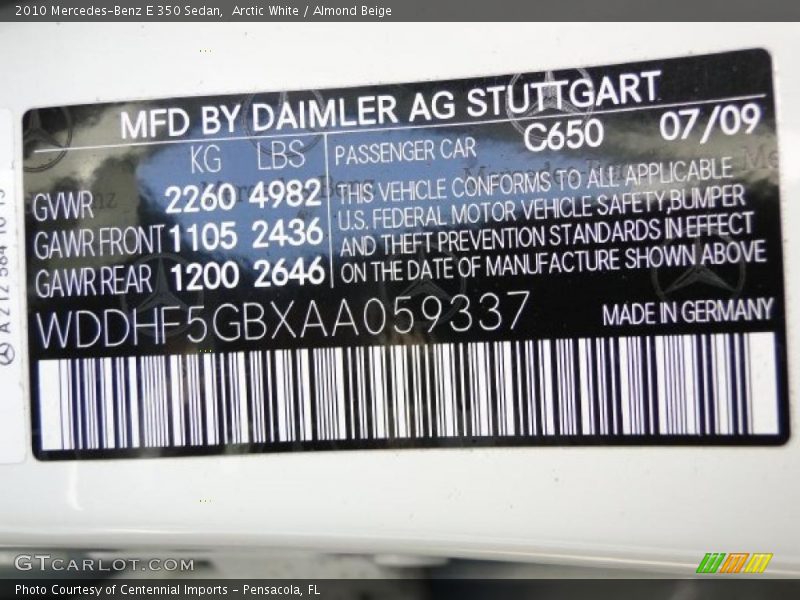 2010 Mercedes-Benz E 350 Sedan, Arctic White / Almond Beige
MFD BY DAIMLER AG STUTTGART
KG LBS PASSENGER CAR C650 07/09
GVWR 2260 4982 THIS VEHICLE CONFORMS TO ALL APPLICABLE
U.S. FEDERAL MOTOR VEHICLE SAFETY,BUMPER
GAWR FRONT 1105 2436 AND THEFT PREVENTION STANDARDS IN EFFECT
GAWR REAR 1200 2646 ON THE DATE OF MANUFACTURE SHOWN ABOVE
WDDHF5GBXAA059337 MADE IN GERMANY
A 212 584
GTCARLOT.COM
Photo Courtesy of Centennial Imports - Pensacola, FL